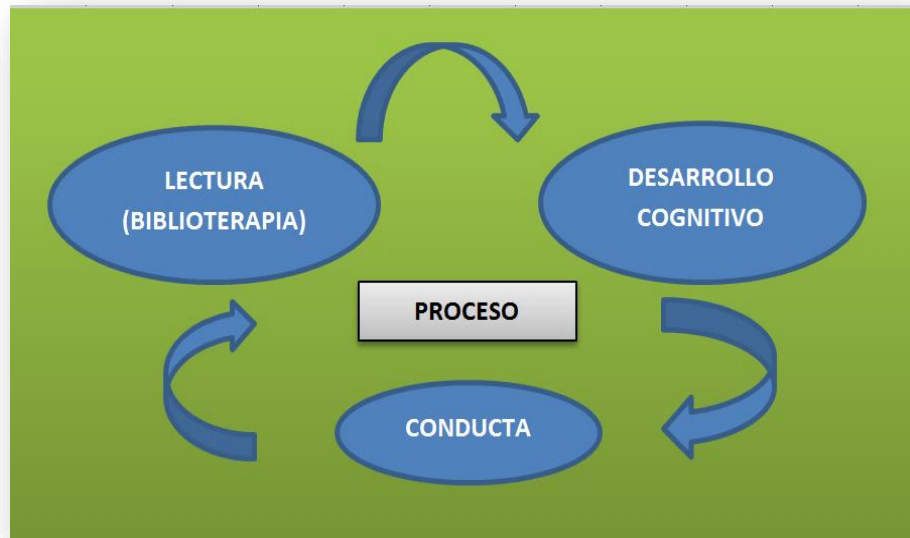 LECTURA
(BIBLIOTERAPIA)
DESARROLLO
COGNITIVO
PROCESO
CONDUCTA